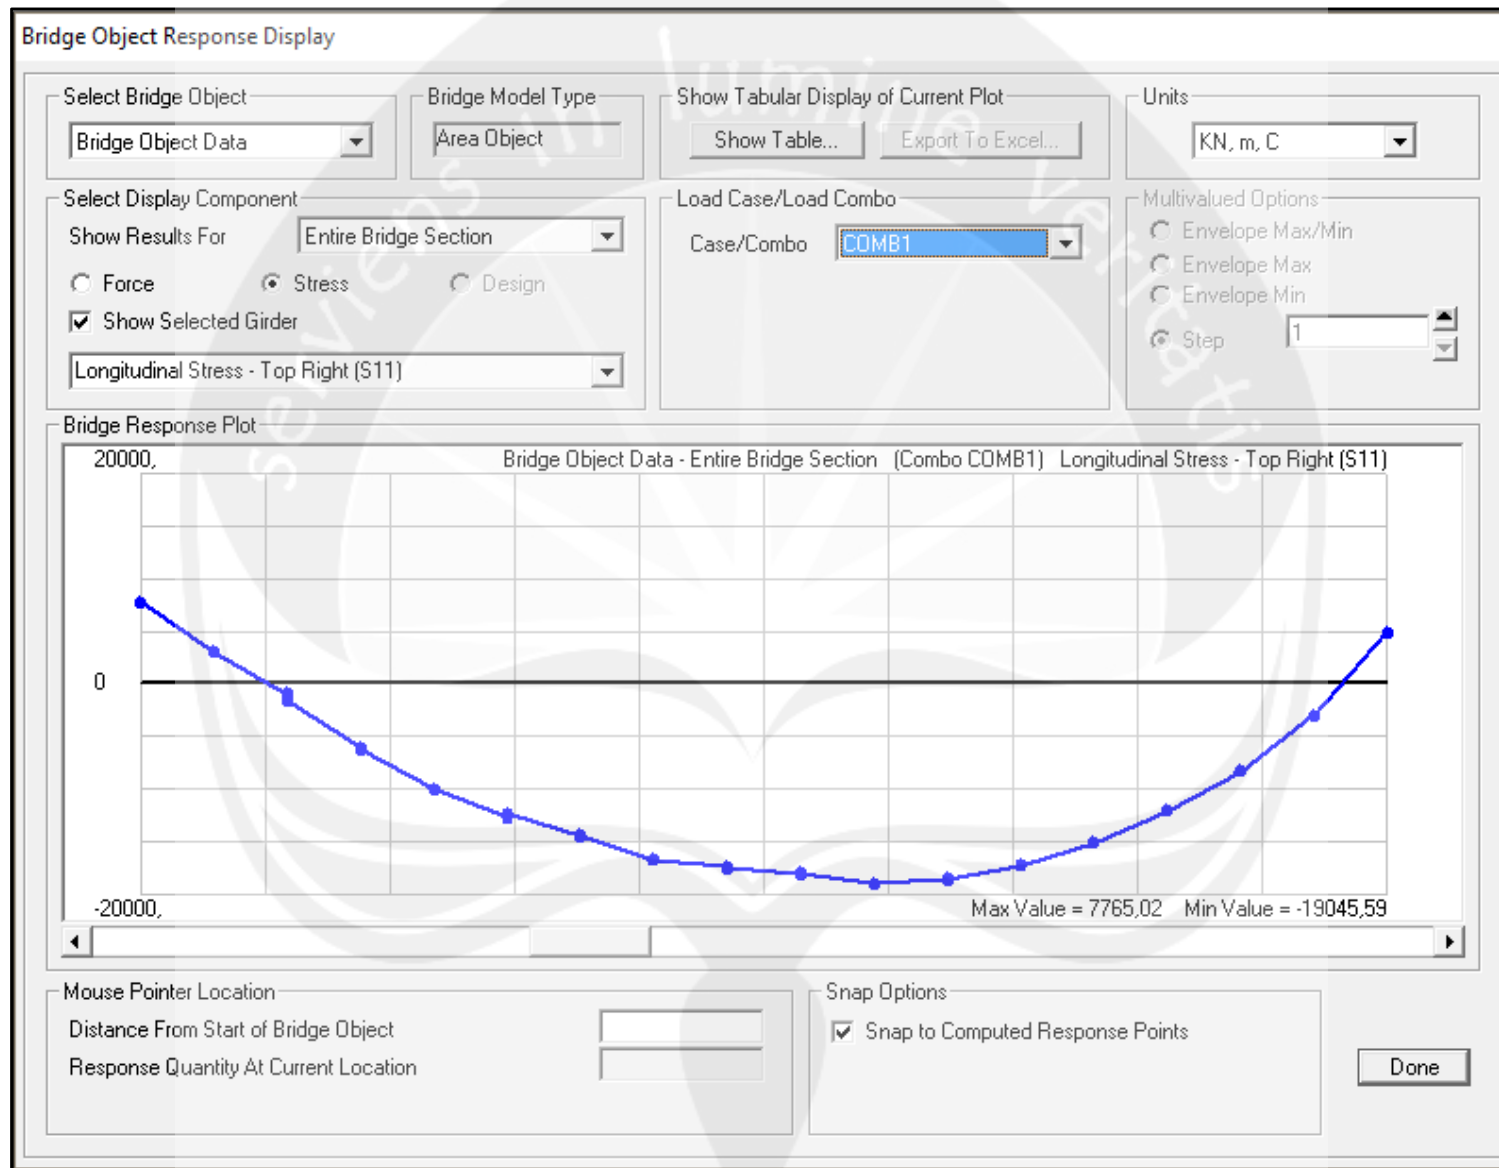 Bridge Object Response Display
Select Bridge Object
Bridge Model Type
Show Tabular Display of Current Plot
Units
Bridge Object Data
Area Object
Show Table...
Export To Excel...
KN, m, C
Select Display Component
Load Case/Load Combo
Multivalued Options
Show Results For
Entire Bridge Section
Case/Combo
COMB1
Envelope Max/Min
Envelope Max
Envelope Min
Force
Stress
Design
Step
1
Show Selected Girder
Longitudinal Stress - Top Right (S11)
Bridge Response Plot
20000,
Bridge Object Data - Entire Bridge Section (Combo COMB1) Longitudinal Stress - Top Right (S11)
0
-20000,
Max Value = 7765,02 Min Value = -19045,59
Mouse Pointer Location
Snap Options
Distance From Start of Bridge Object
Snap to Computed Response Points
Response Quantity At Current Location
Done
serviens in lumine veritatis